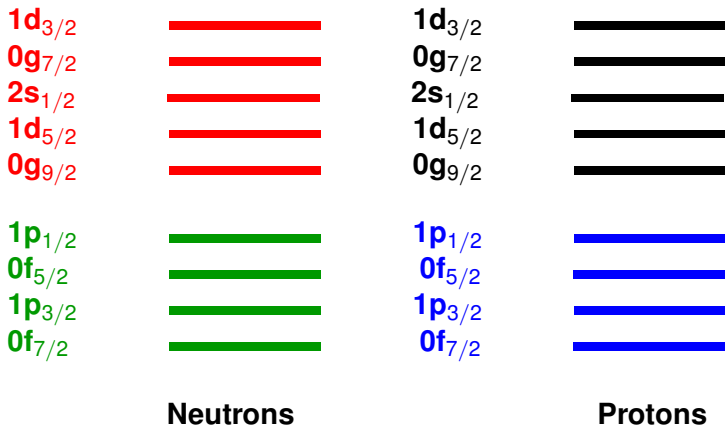 1d3/2 1d3/2
0g7/2 0g7/2
2s1/2 2s1/2
1d5/2 1d5/2
0g9/2 0g9/2
1p1/2 1p1/2
0f5/2 0f5/2
1p3/2 1p3/2
0f7/2 0f7/2
Neutrons Protons